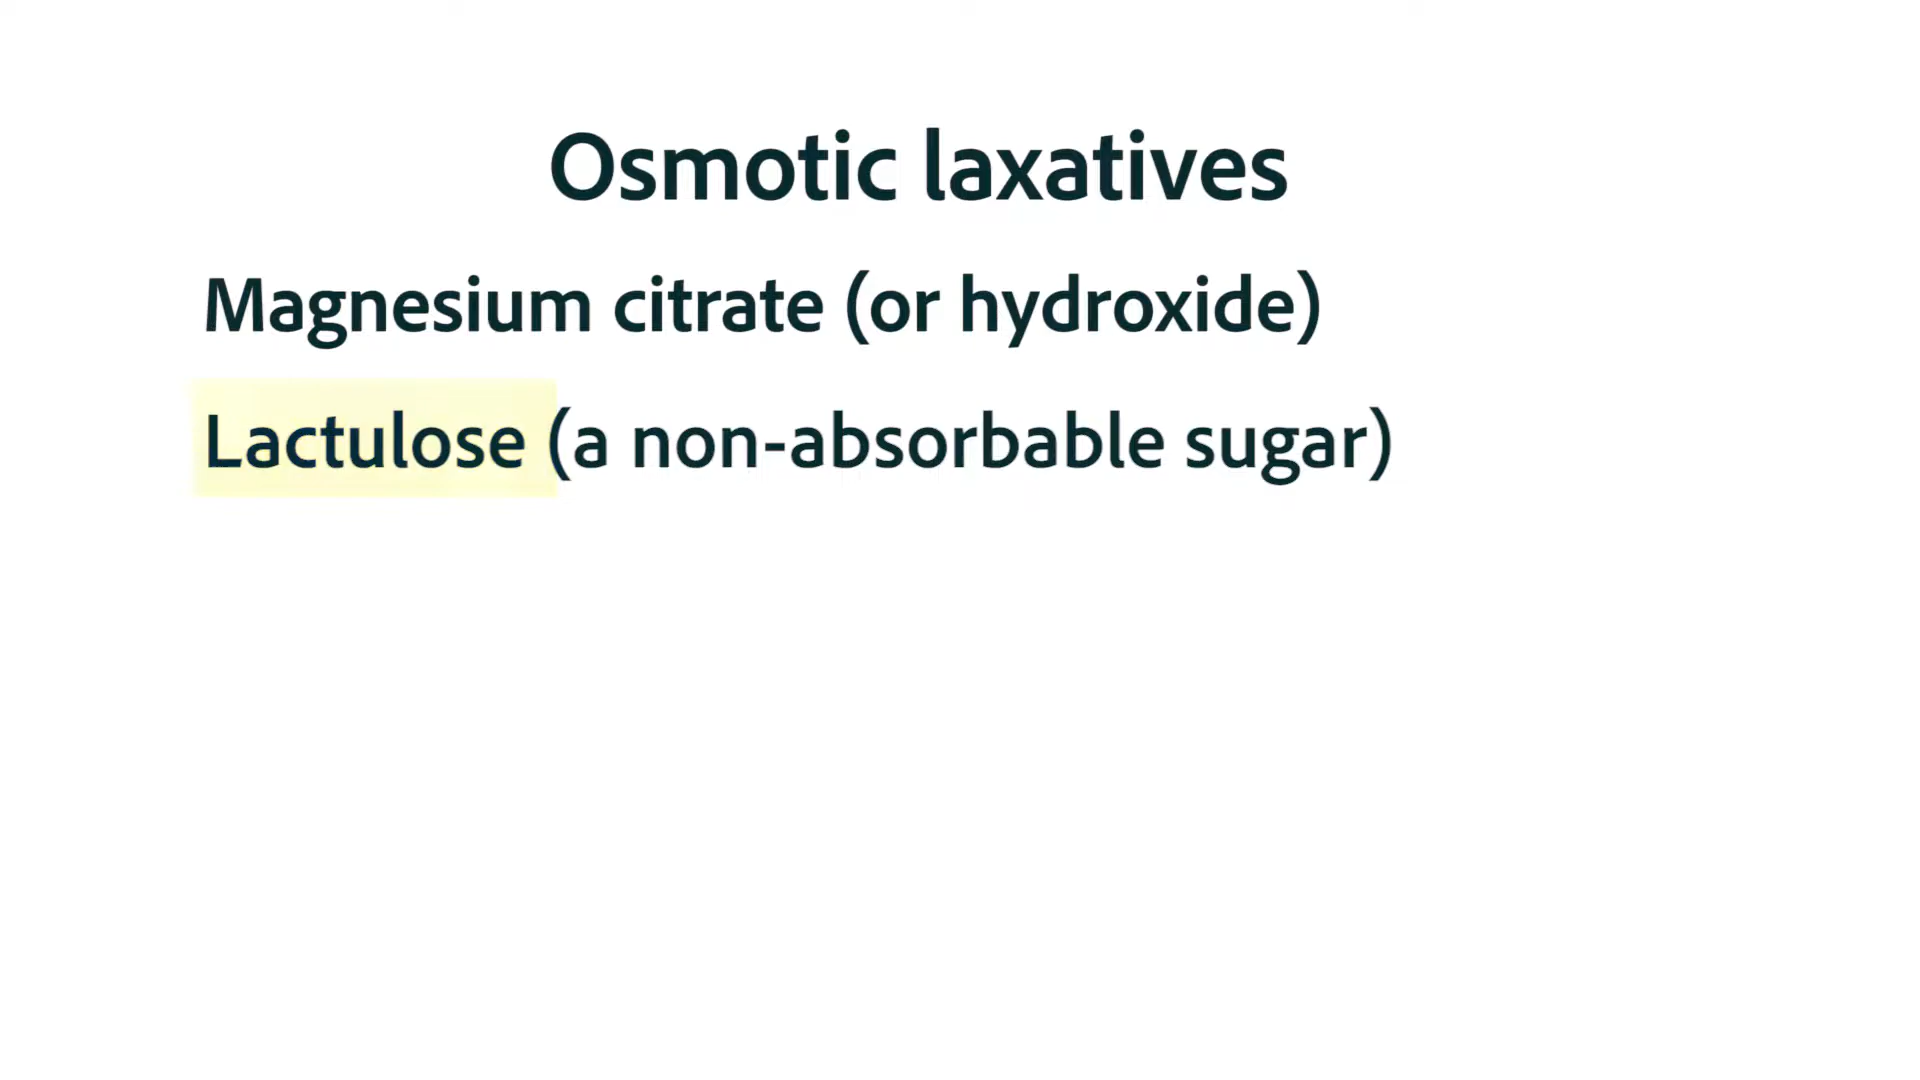 Osmotic laxatives
Magnesium citrate (or hydroxide)
Lactulose (a non-absorbable sugar)